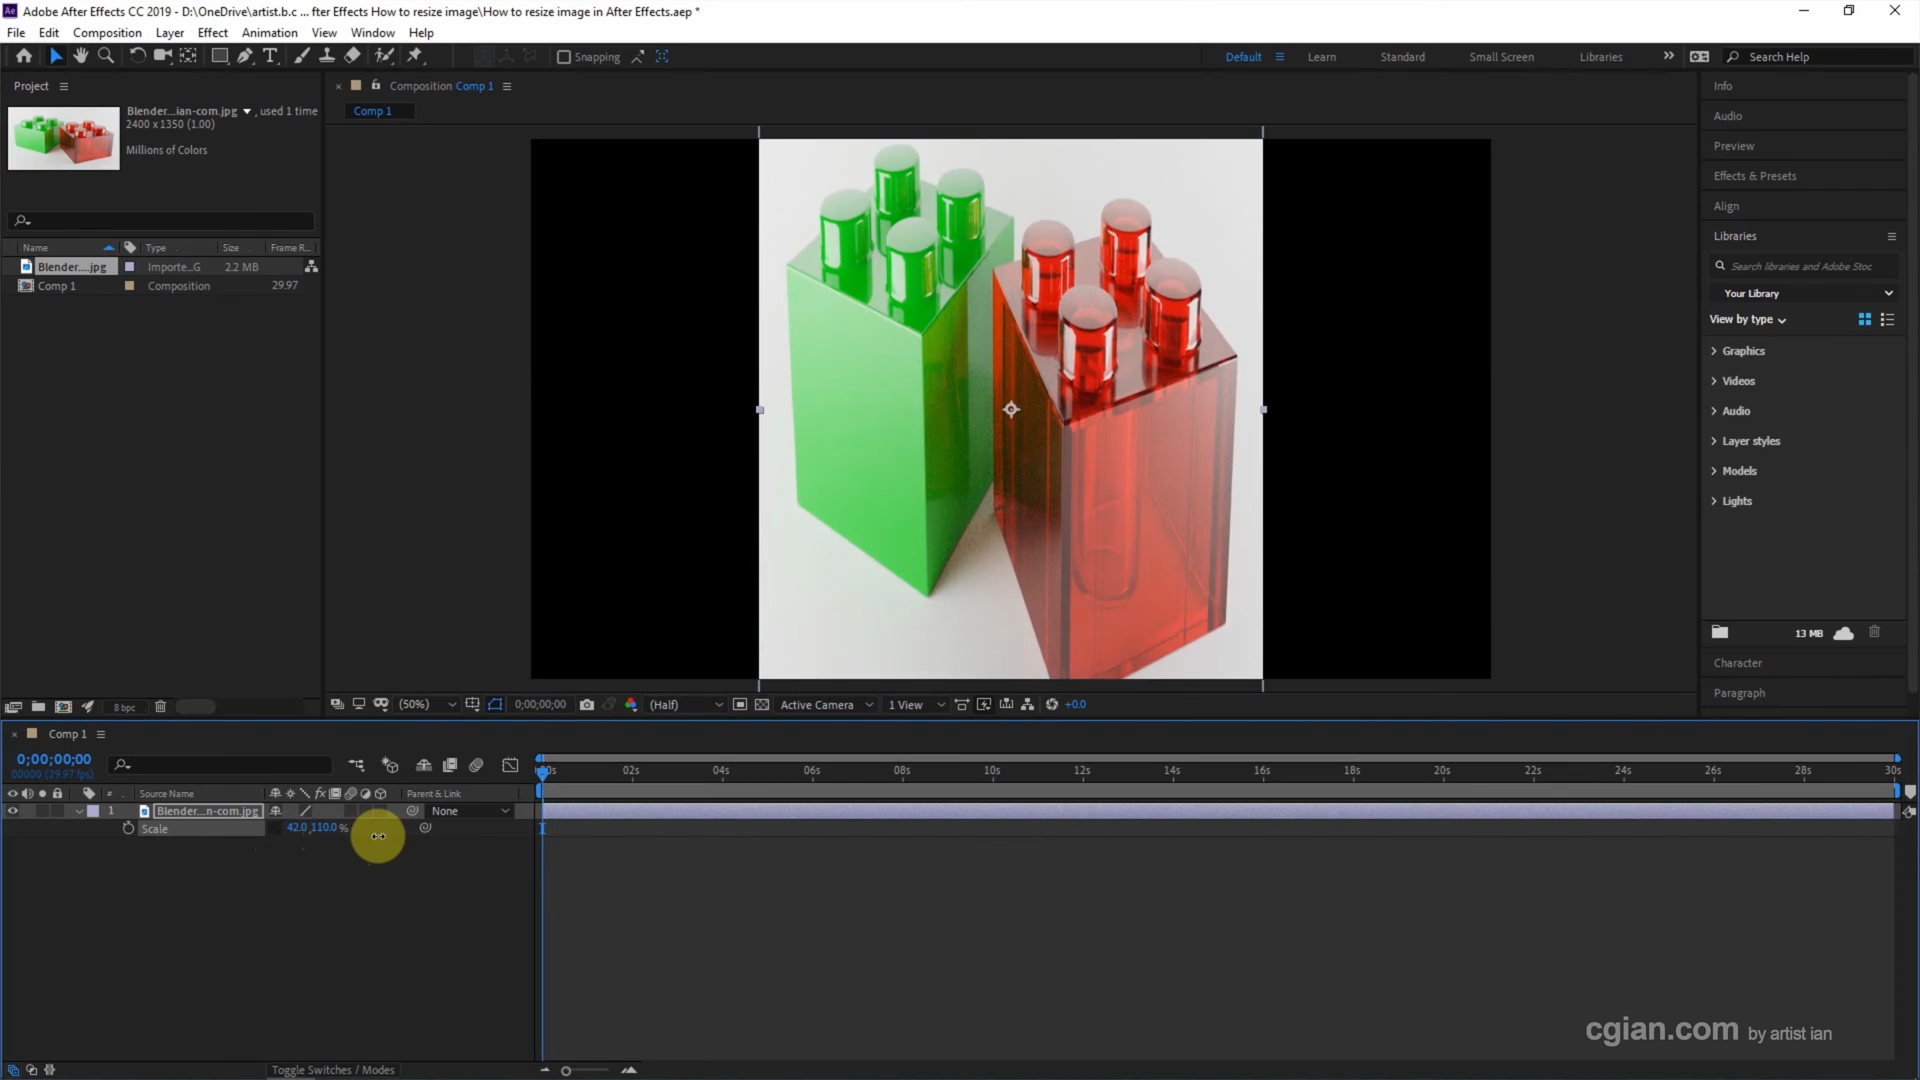 Adobe After Effects CC 2019 - D:\OneDrive\artist.b.c ... fter Effects How to resize image\How to resize image in After Effects.aep *
File Edit Composition Layer Effect Animation View Window Help
Snapping
Default Learn Standard Small Screen Libraries Search Help
Project
Blender...ian-com.jpg , used 1 time
2400 x 1350 (1.00)
Millions of Colors
Name Type Size Frame R...
Blender....jpg Importe...G 2.2 MB
Comp 1 Composition 29.97
8 bpc
Composition Comp 1
Comp 1
(50%) 0;00;00;00 (Half) Active Camera 1 View +0.0
Info
Audio
Preview
Effects & Presets
Align
Libraries
Search libraries and Adobe Stoc
Your Library
View by type
Graphics
Videos
Audio
Layer styles
Models
Lights
13 MB
Character
Paragraph
Comp 1
0;00;00;00
00000 (29.97 fps)
# Source Name fx Parent & Link
1 Blender...n-com.jpg None
Scale 42.0,110.0 %
00s 02s 04s 06s 08s 10s 12s 14s 16s 18s 20s 22s 24s 26s 28s 30s
Toggle Switches / Modes
cgian.com by artist ian